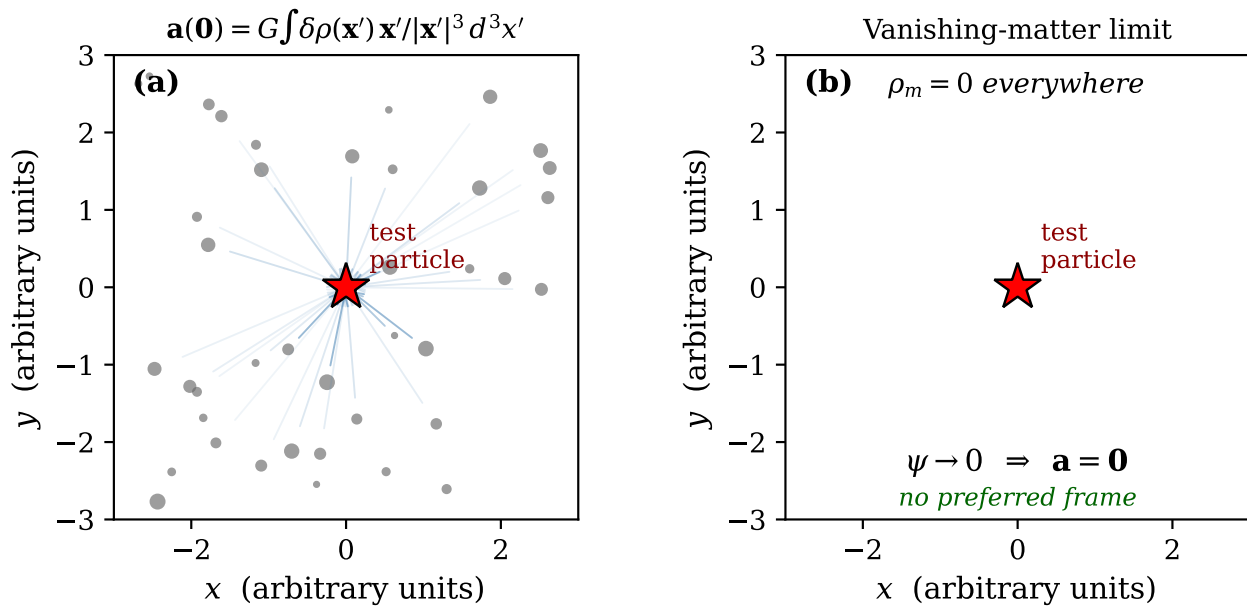 a(0) = G∫δρ(x′) x′/|x′|³ d³x′
(a)
test
particle
3
2
1
0
−1
−2
−3
−2
0
2
x (arbitrary units)
y (arbitrary units)
Vanishing-matter limit
(b)
ρₘ = 0 everywhere
test
particle
ψ → 0 ⇒ a = 0
no preferred frame
3
2
1
0
−1
−2
−3
−2
0
2
x (arbitrary units)
y (arbitrary units)